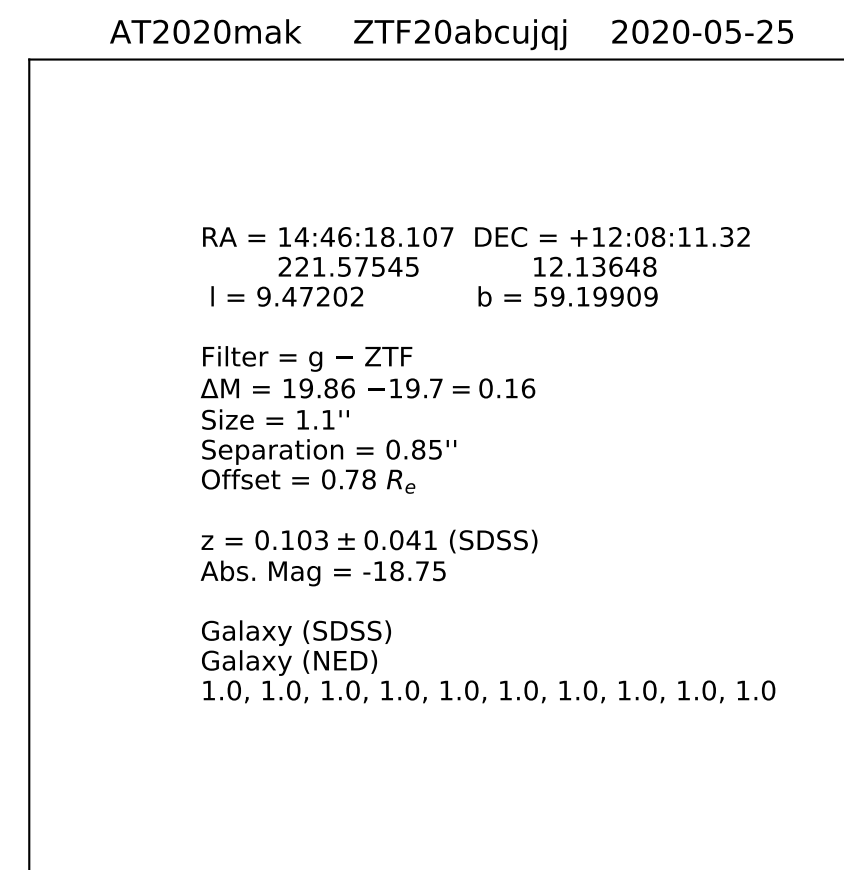 AT2020mak ZTF20abcujqj 2020-05-25
RA = 14:46:18.107 DEC = +12:08:11.32
221.57545 12.13648
l = 9.47202 b = 59.19909
Filter = g − ZTF
ΔM = 19.86 −19.7 = 0.16
Size = 1.1''
Separation = 0.85''
Offset = 0.78 Rₑ
z = 0.103 ± 0.041 (SDSS)
Abs. Mag = -18.75
Galaxy (SDSS)
Galaxy (NED)
1.0, 1.0, 1.0, 1.0, 1.0, 1.0, 1.0, 1.0, 1.0, 1.0